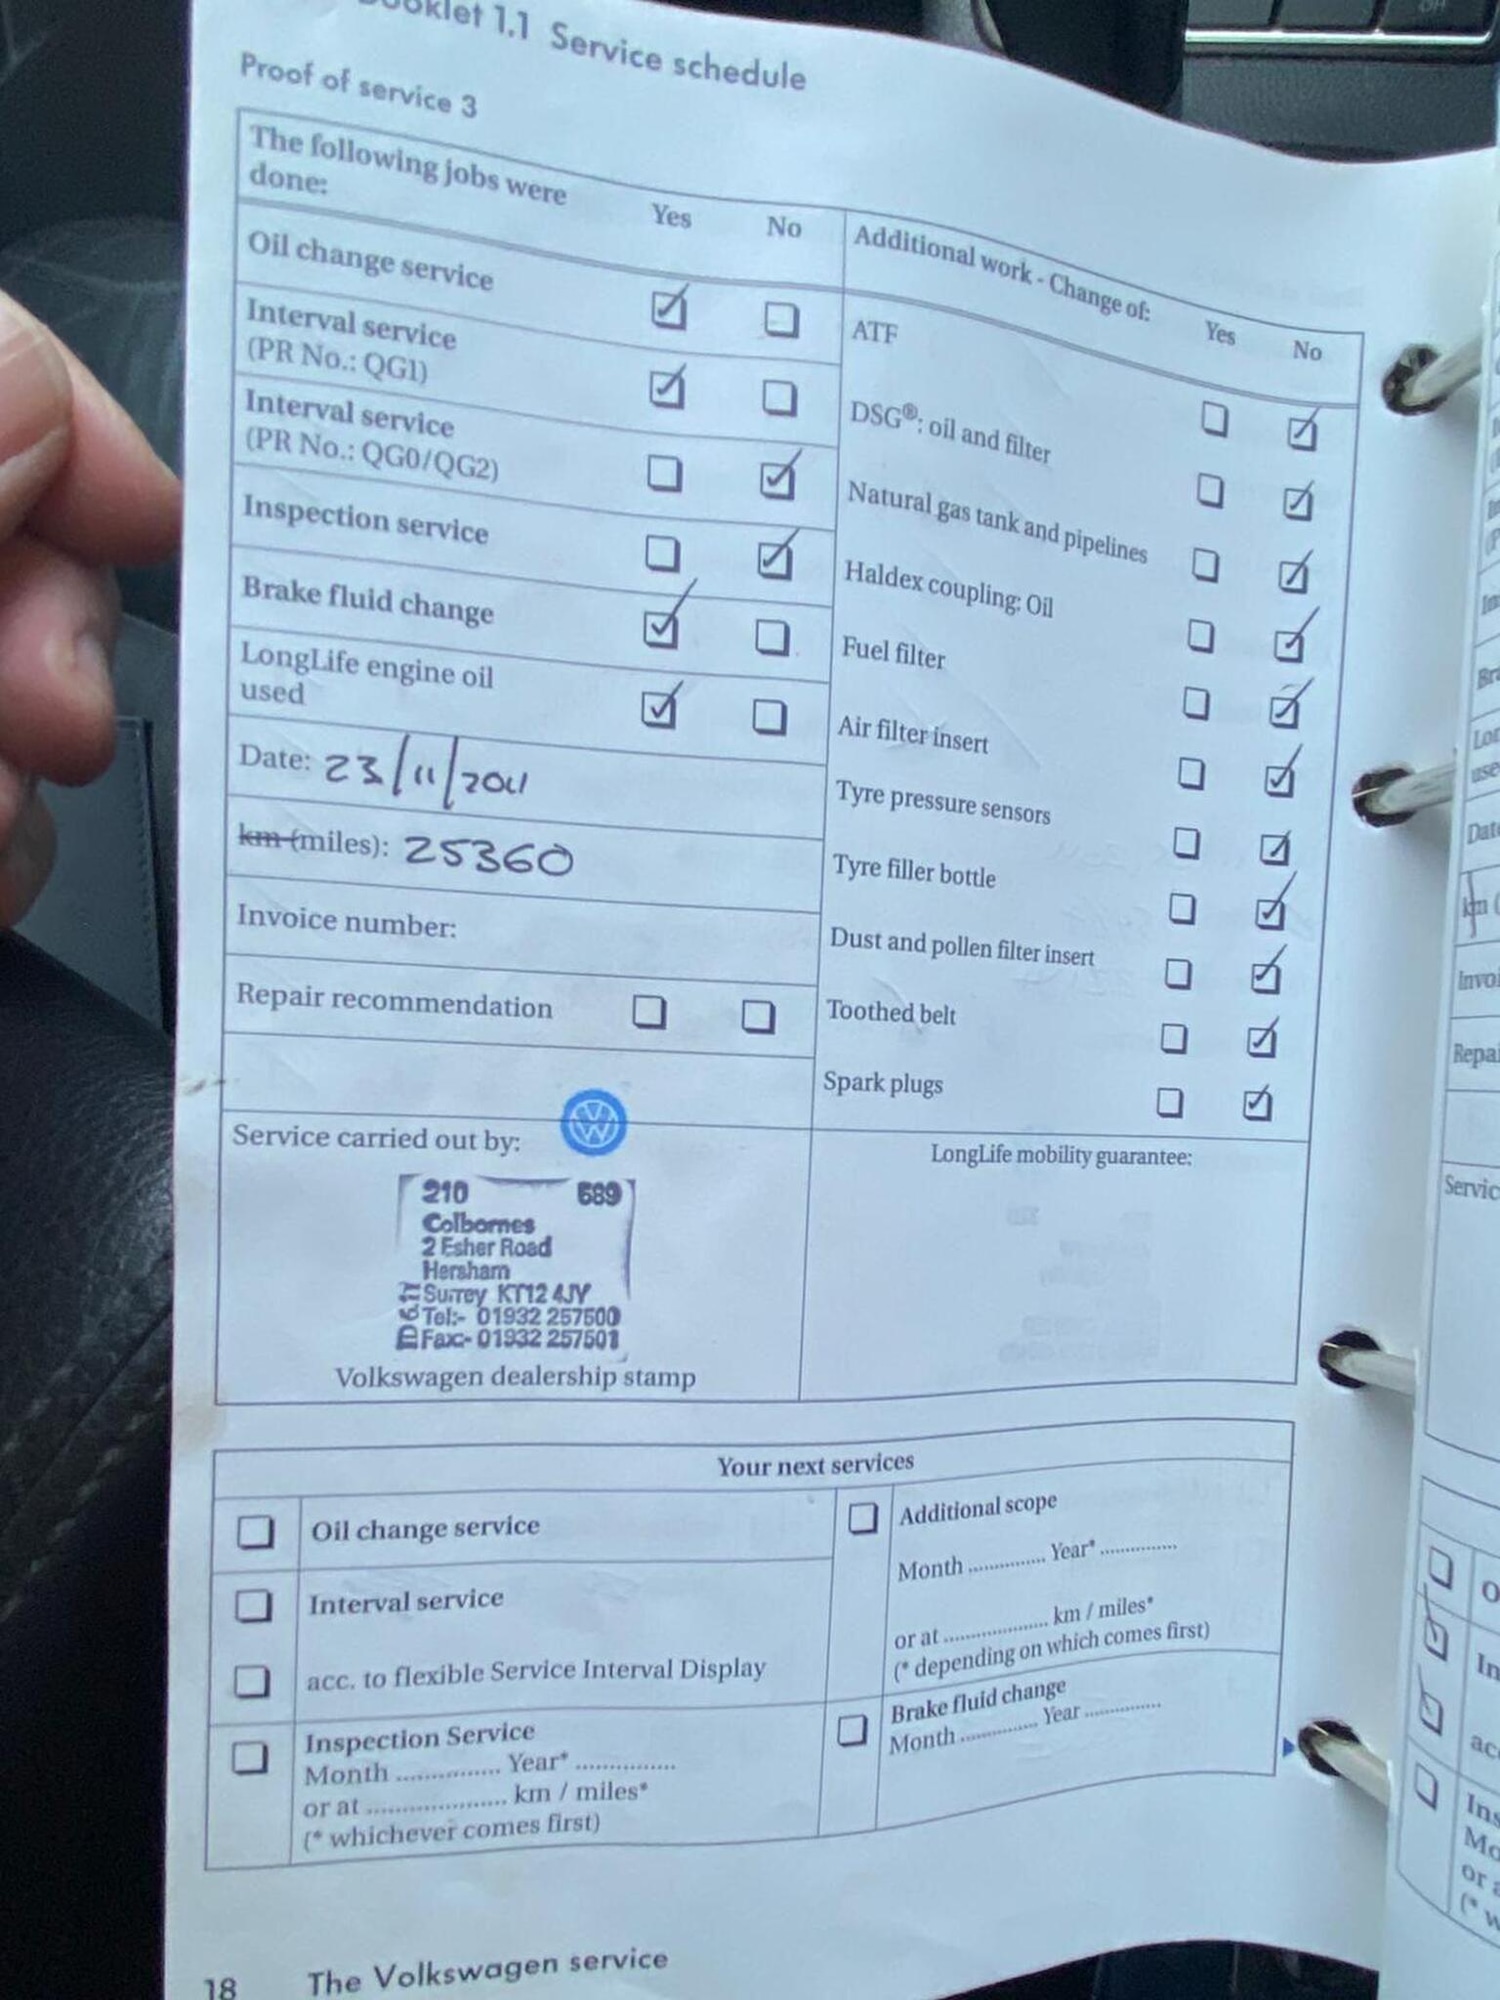 Booklet 1.1 Service schedule
Proof of service 3
The following jobs were
done:
Yes
No
Oil change service
Interval service
(PR No.: QG1)
Interval service
(PR No.: QG0/QG2)
Inspection service
Brake fluid change
LongLife engine oil
used
Date: 23/11/2011
km (miles): 25360
Invoice number:
Repair recommendation
Additional work - Change of:
Yes
No
ATF
DSG®: oil and filter
Natural gas tank and pipelines
Haldex coupling: Oil
Fuel filter
Air filter insert
Tyre pressure sensors
Tyre filler bottle
Dust and pollen filter insert
Toothed belt
Spark plugs
Service carried out by:
210 689
Colbornes
2 Esher Road
Hersham
Surrey KT12 4JY
Tel:- 01932 257500
Fax:- 01932 257501
Volkswagen dealership stamp
LongLife mobility guarantee:
Your next services
Oil change service
Interval service
acc. to flexible Service Interval Display
Inspection Service
Month ............... Year* ...............
or at .................... km / miles*
(* whichever comes first)
Additional scope
Month ............... Year* ...............
or at .................... km / miles*
(* depending on which comes first)
Brake fluid change
Month ............... Year ...............
18 The Volkswagen service